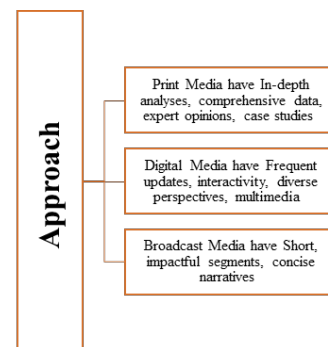 Approach
Print Media have In-depth
analyses, comprehensive data,
expert opinions, case studies
Digital Media have Frequent
updates, interactivity, diverse
perspectives, multimedia
Broadcast Media have Short,
impactful segments, concise
narratives